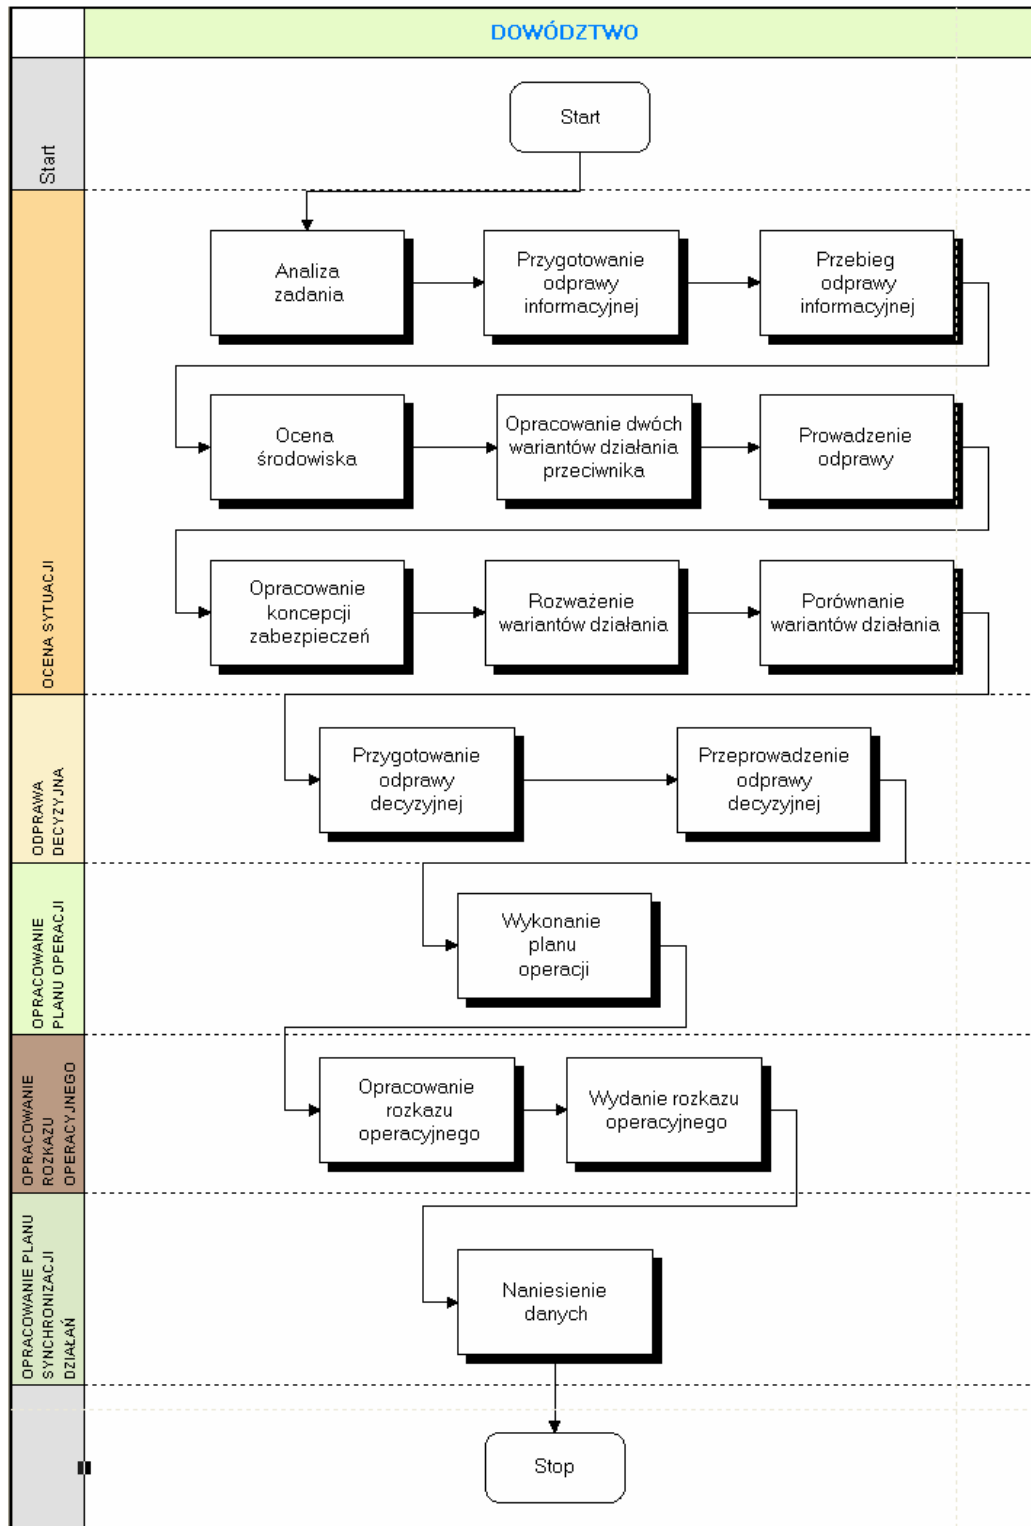 DOWÓDZTWO
Start
Start
OCENA SYTUACJI
Analiza
zadania
Przygotowanie
odprawy
informacyjnej
Przebieg
odprawy
informacyjnej
Ocena
środowiska
Opracowanie dwóch
wariantów działania
przeciwnika
Prowadzenie
odprawy
Opracowanie
koncepcji
zabezpieczeń
Rozważenie
wariantów działania
Porównanie
wariantów działania
ODPRAWA
DECYZYJNA
Przygotowanie
odprawy
decyzyjnej
Przeprowadzenie
odprawy
decyzyjnej
OPRACOWANIE
PLANU OPERACJI
Wykonanie
planu
operacji
OPRACOWANIE
ROZKAZU
OPERACYJNEGO
Opracowanie
rozkazu
operacyjnego
Wydanie rozkazu
operacyjnego
OPRACOWANIE PLANU
SYNCHRONIZACJI
DZIAŁAŃ
Naniesienie
danych
Stop